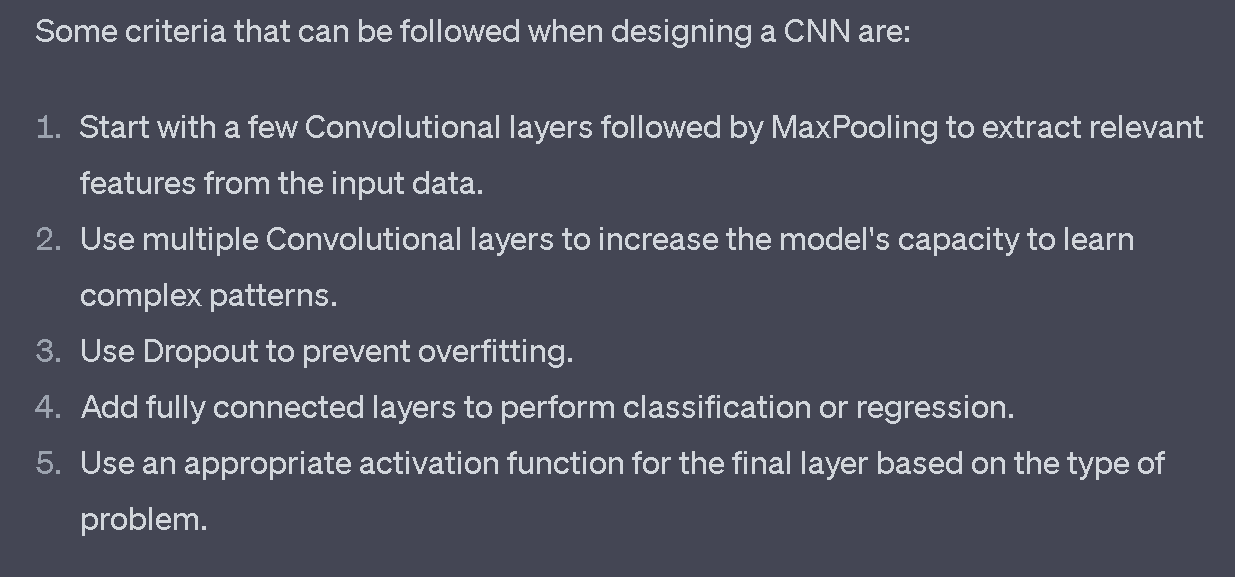 Some criteria that can be followed when designing a CNN are:
1. Start with a few Convolutional layers followed by MaxPooling to extract relevant
features from the input data.
2. Use multiple Convolutional layers to increase the model's capacity to learn
complex patterns.
3. Use Dropout to prevent overfitting.
4. Add fully connected layers to perform classification or regression.
5. Use an appropriate activation function for the final layer based on the type of
problem.